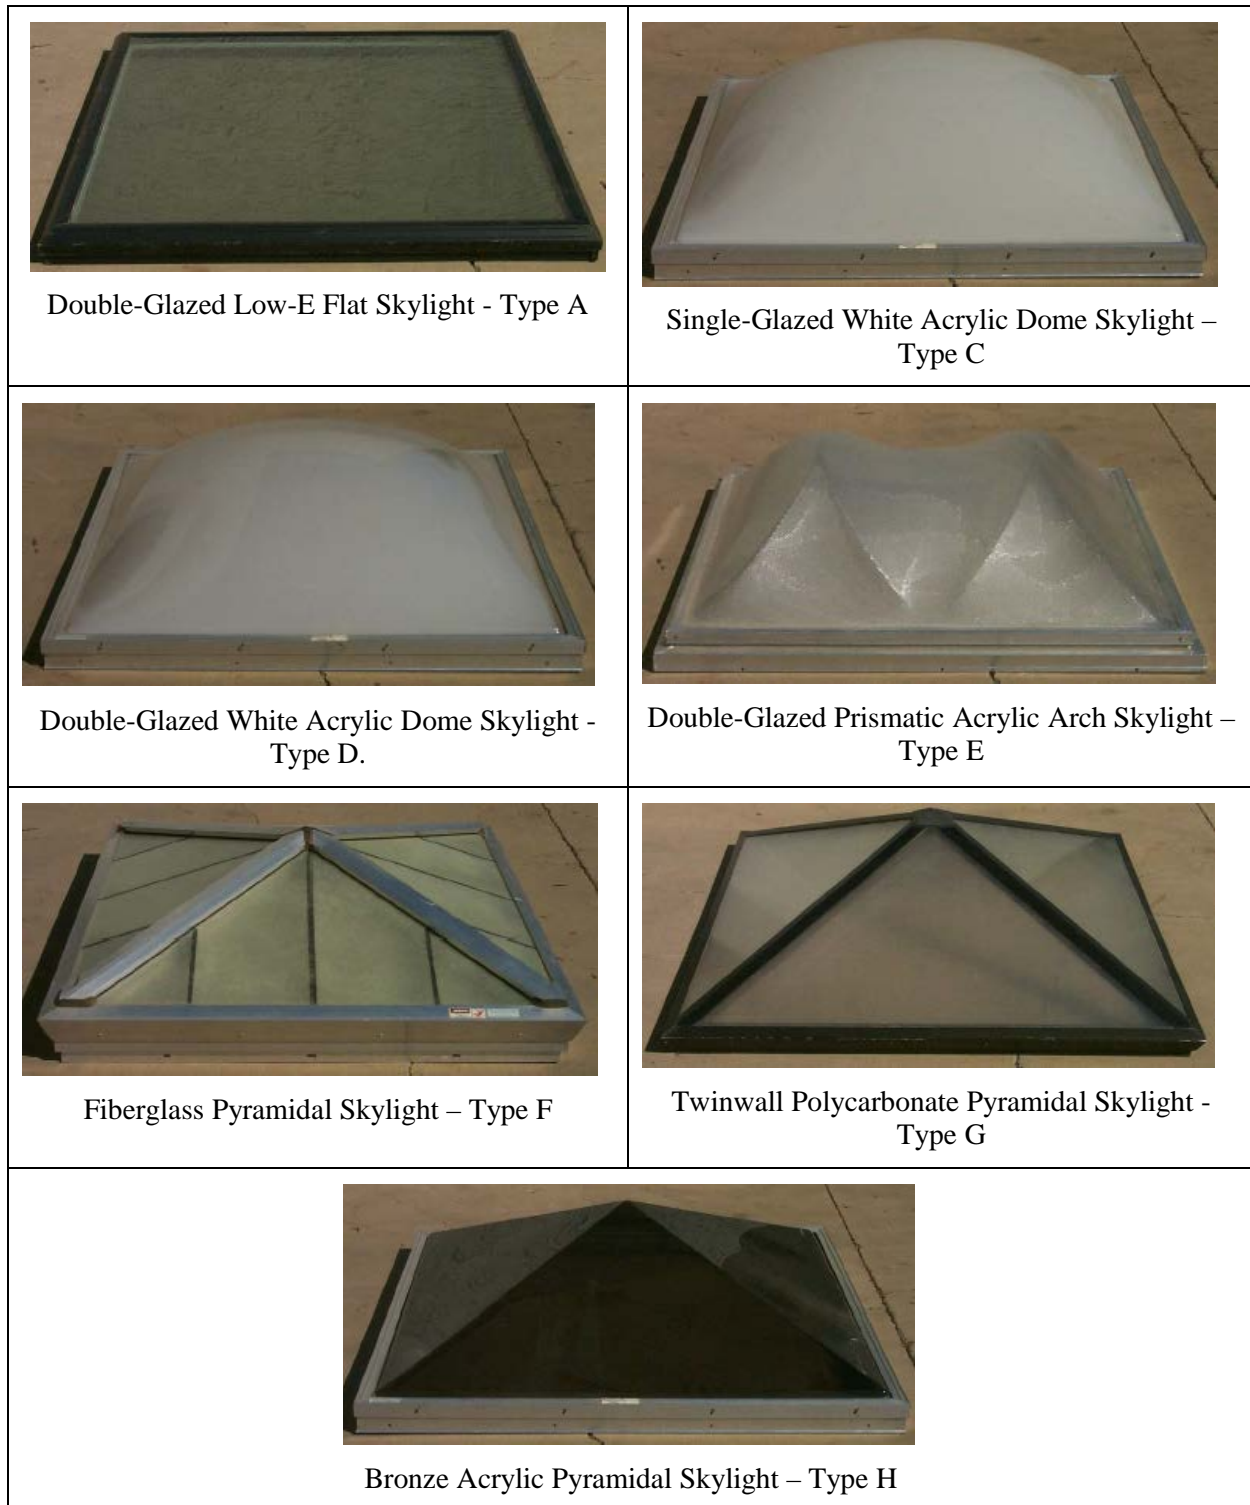 Double-Glazed Low-E Flat Skylight - Type A
Single-Glazed White Acrylic Dome Skylight –
Type C
Double-Glazed White Acrylic Dome Skylight -
Type D.
Double-Glazed Prismatic Acrylic Arch Skylight –
Type E
Fiberglass Pyramidal Skylight – Type F
Twinwall Polycarbonate Pyramidal Skylight -
Type G
Bronze Acrylic Pyramidal Skylight – Type H